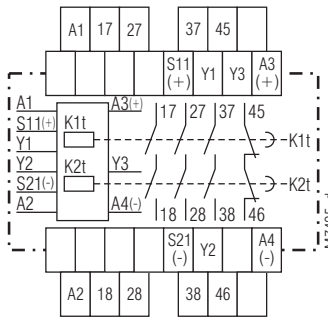 A1 17 27 37 45
S11 (+) Y1 Y3 A3 (+)
A1 A3(+) 17 27 37 45
S11(+) K1t K1t
Y1
Y2 K2t Y3 K2t
S21(-)
A2 A4(-) 18 28 38 46
S21 (-) Y2 A4 (-)
A2 18 28 38 46